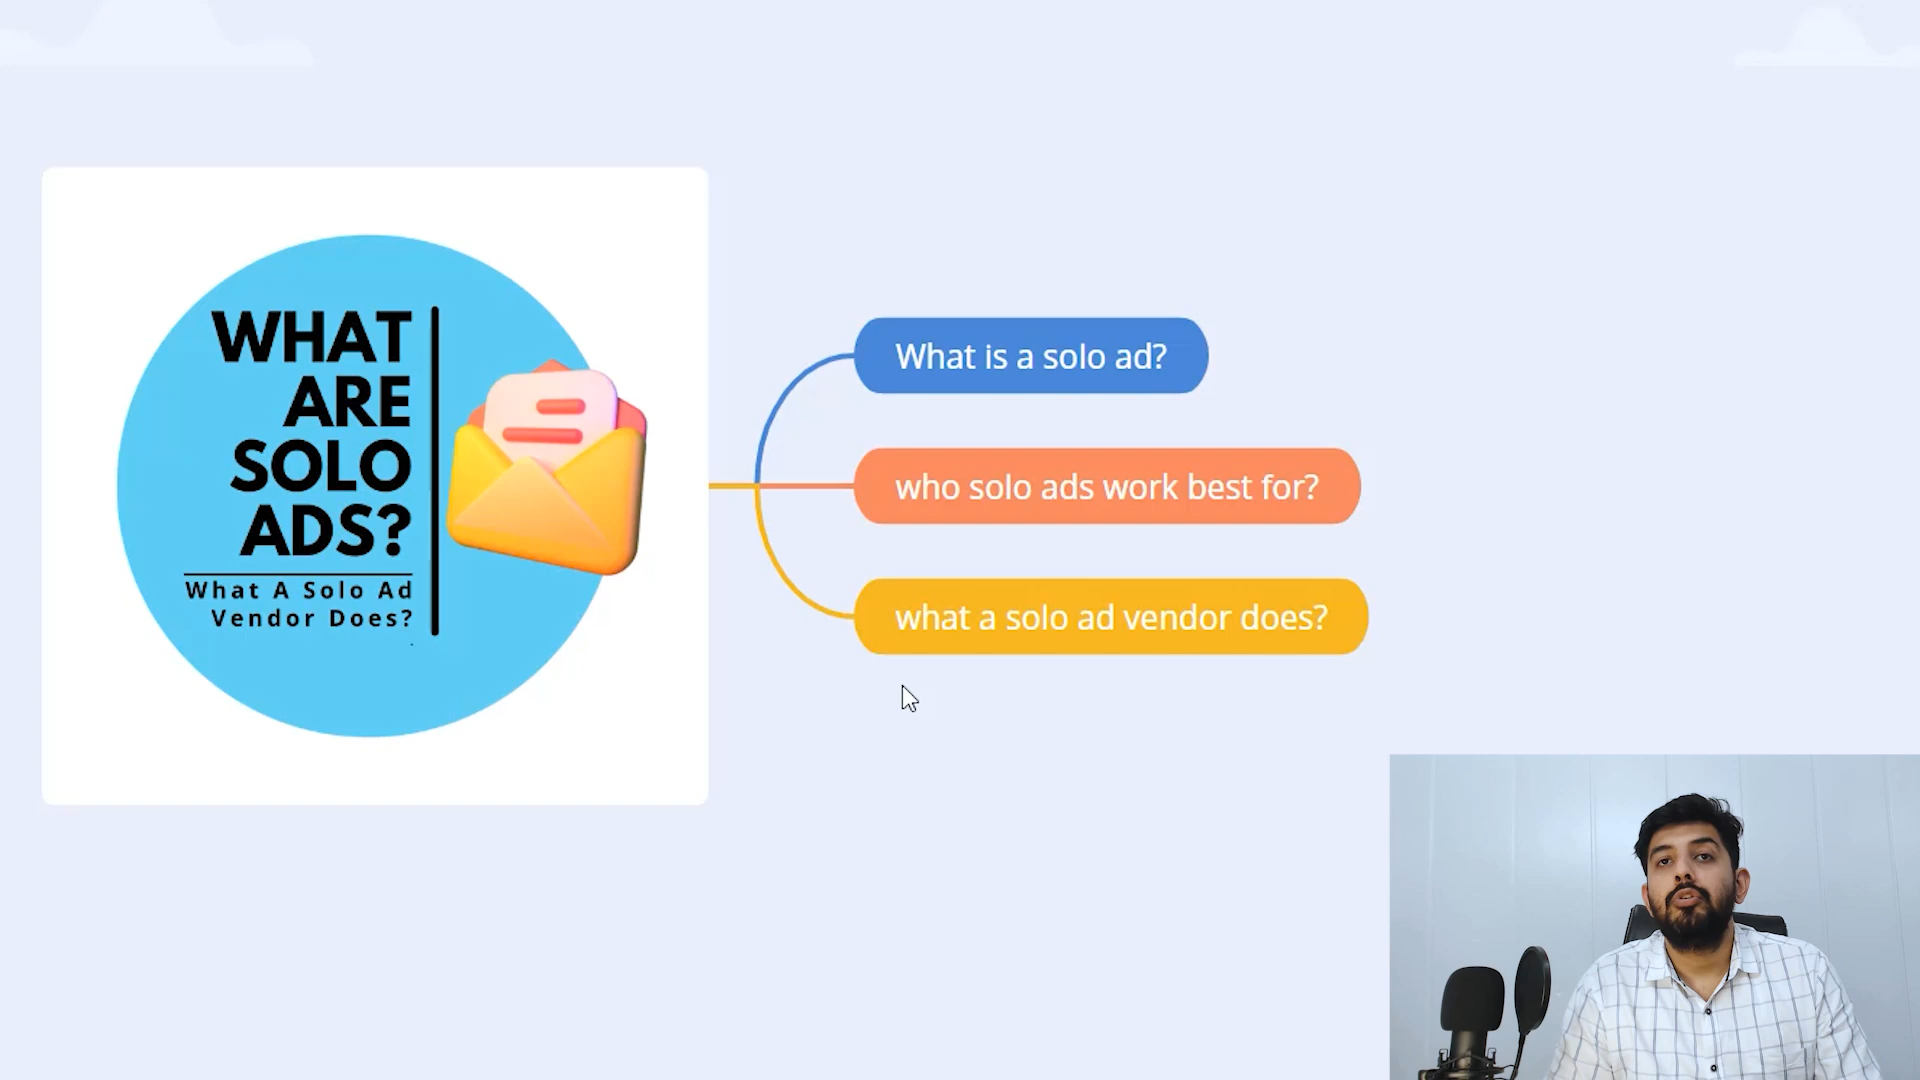 WHAT
ARE
SOLO
ADS?
What A Solo Ad
Vendor Does?
What is a solo ad?
who solo ads work best for?
what a solo ad vendor does?